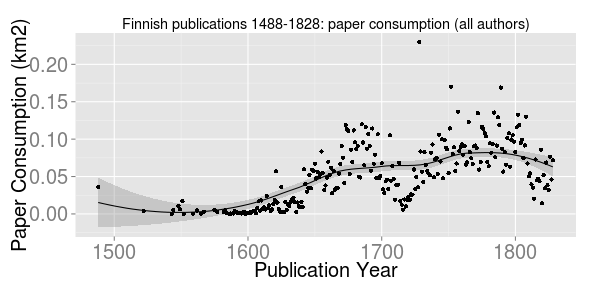 Finnish publications 1488-1828: paper consumption (all authors)
Paper Consumption (km2)
0.20
0.15
0.10
0.05
0.00
1500 1600 1700 1800
Publication Year